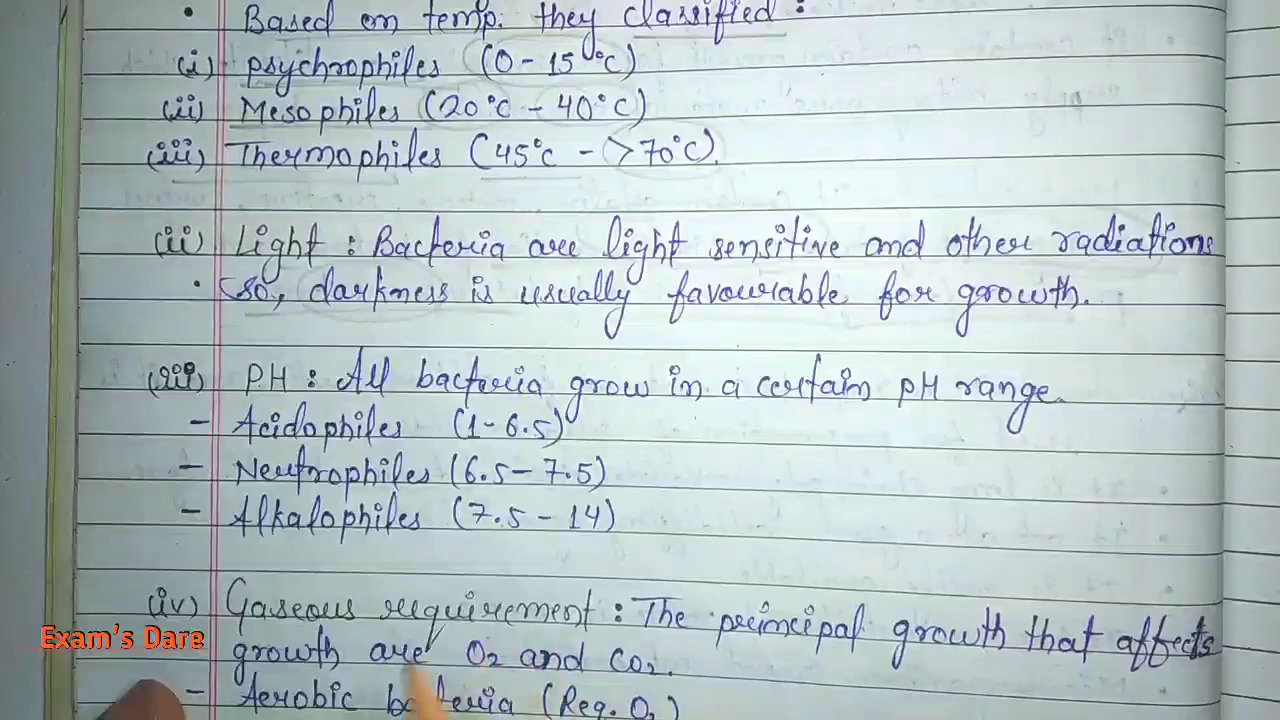 • Based on temp. they classified :
(i) psychrophiles (0 - 15°C)
(ii) Mesophiles (20°C - 40°C)
(iii) Thermophiles (45°C - >70°C).
(ii) Light : Bacteria are light sensitive and other radiations
• so, darkness is usually favourable for growth.
(iii) PH : All bacteria grow in a certain pH range.
- Acidophiles (1-6.5)
- Neutrophiles (6.5-7.5)
- Alkalophiles (7.5-14)
(iv) Gaseous requirement : The principal growth that affects
Exam's Dare
growth are O2 and CO2.
- Aerobic bacteria (Req. O2)